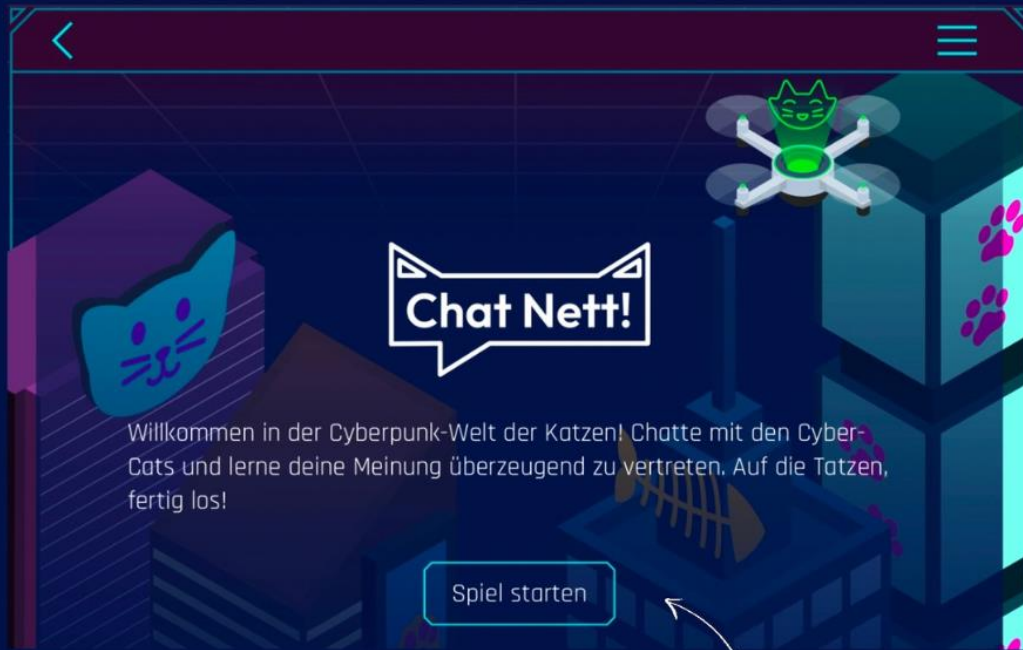 Chat Nett!
Willkommen in der Cyberpunk-Welt der Katzen! Chatte mit den Cyber-
Cats und lerne deine Meinung überzeugend zu vertreten. Auf die Tatzen,
fertig los!
Spiel starten